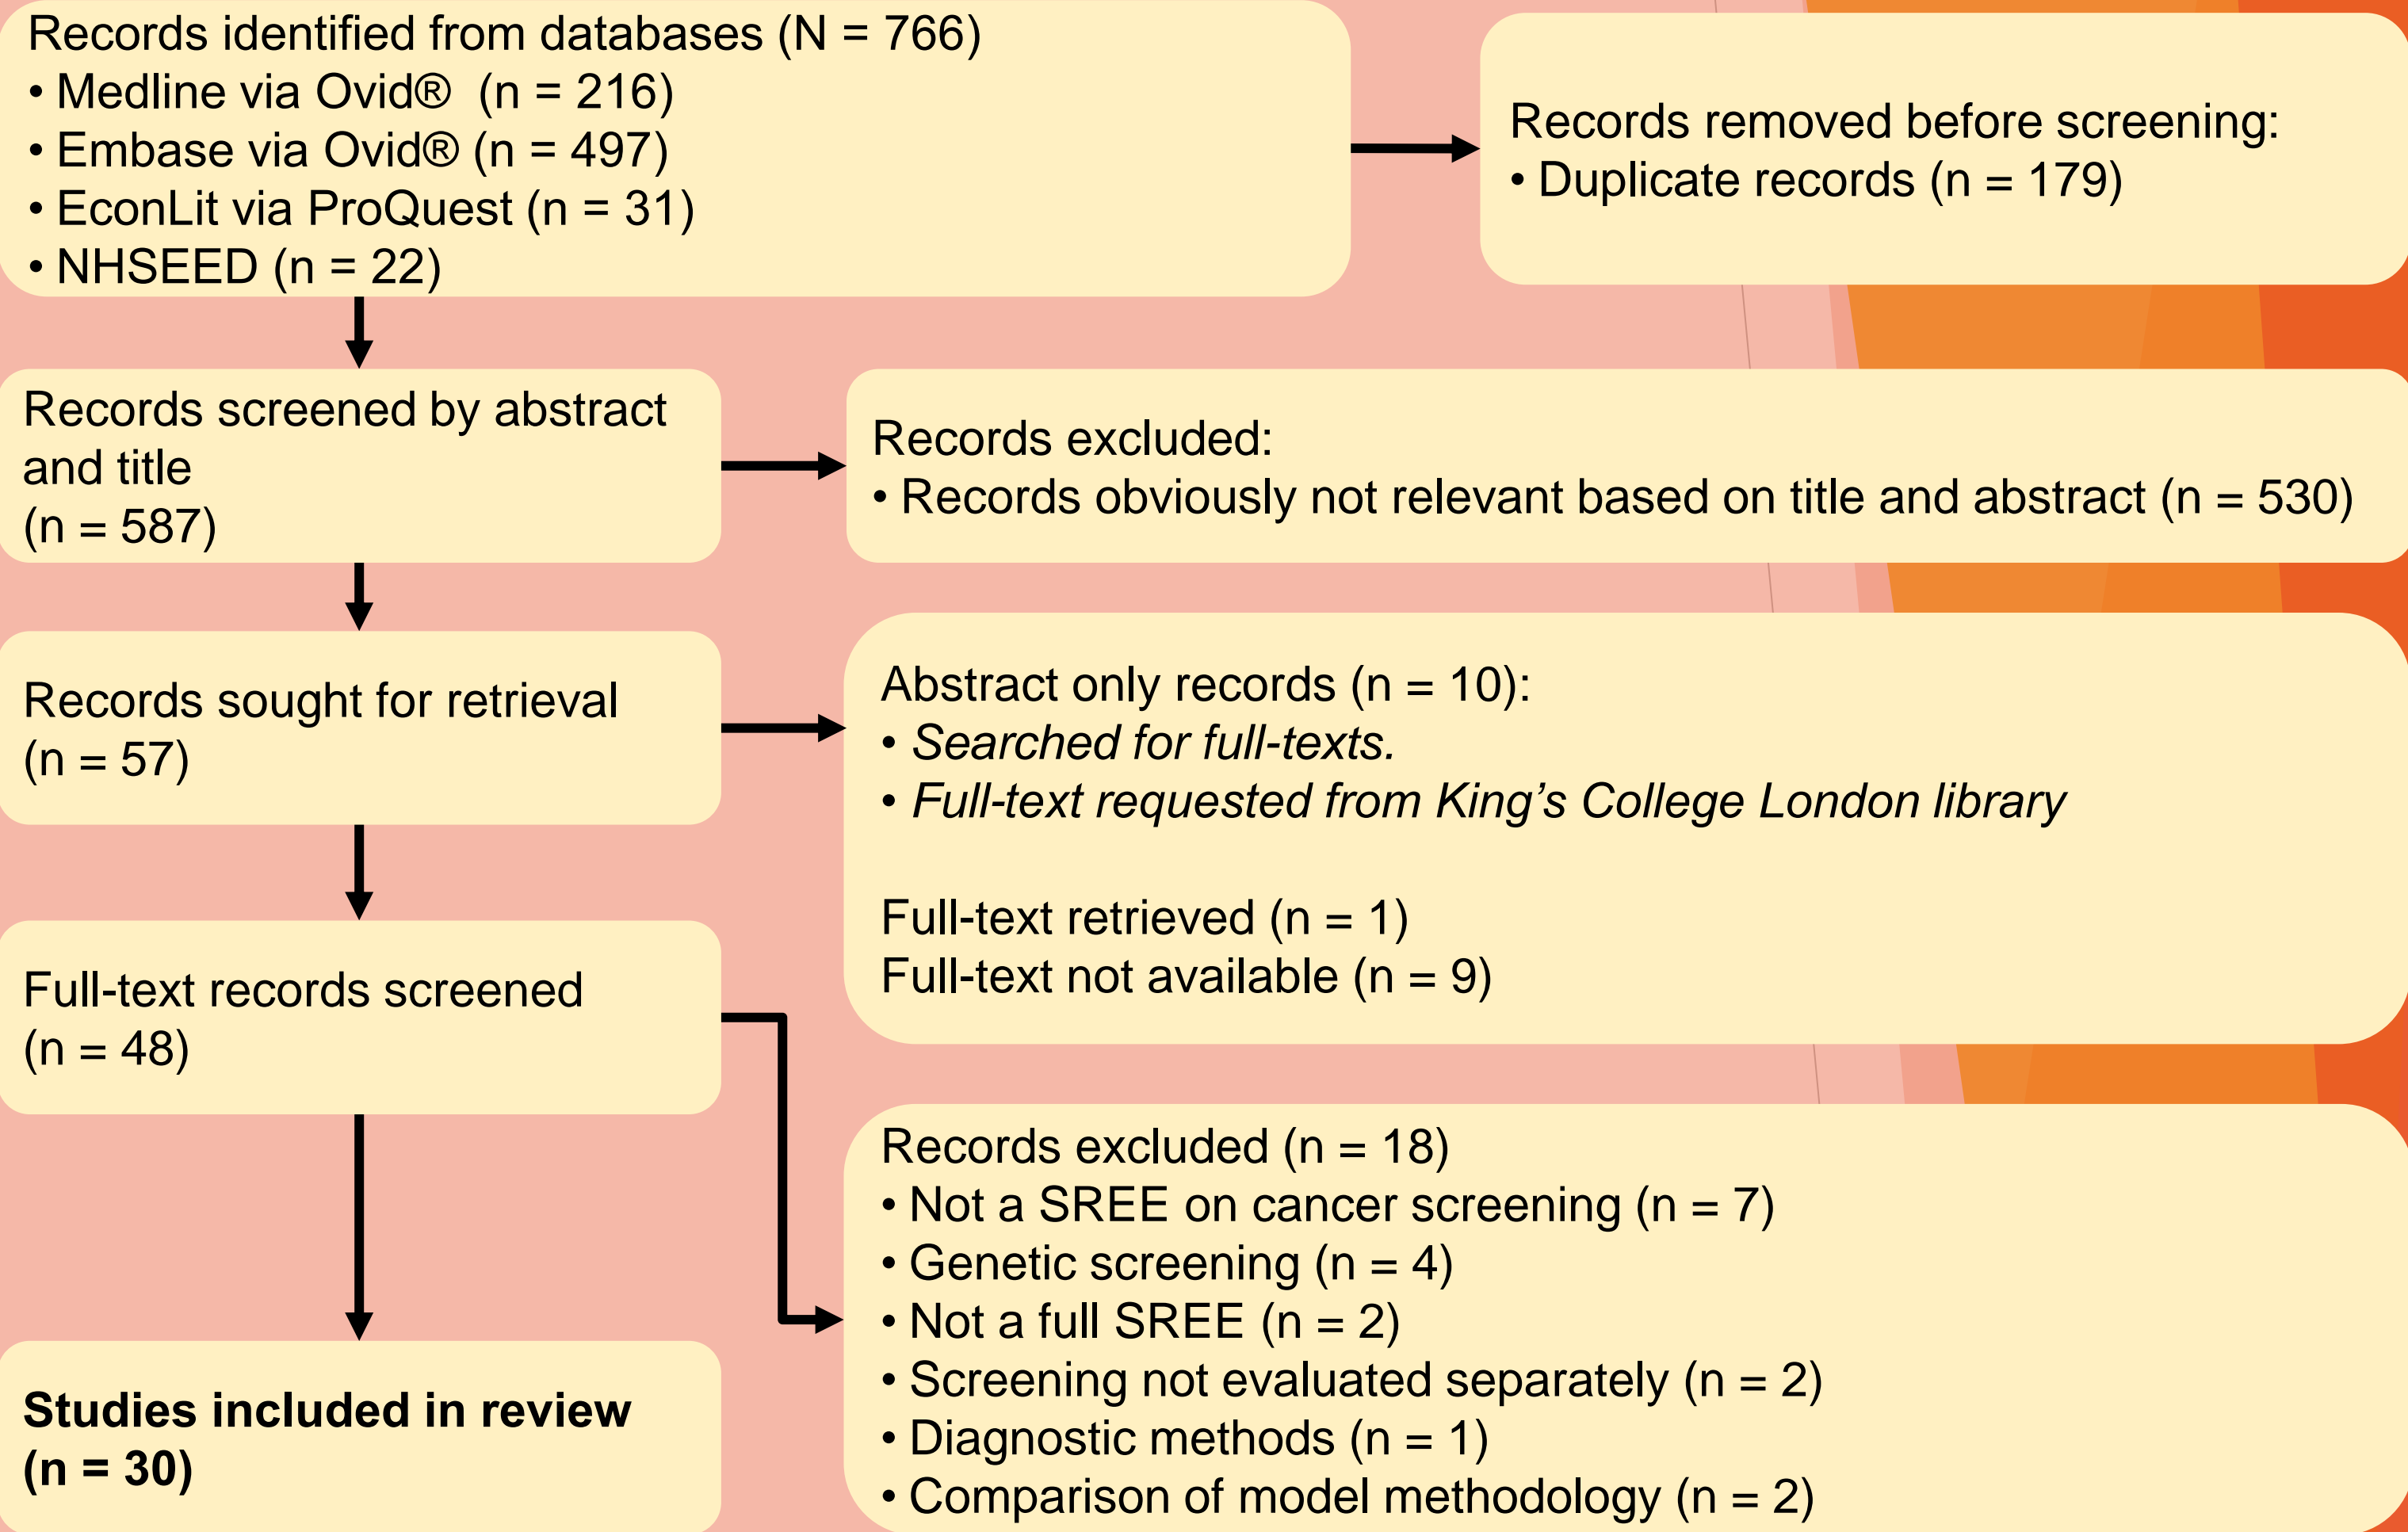 Records identified from databases (N = 766)
• Medline via Ovid® (n = 216)
• Embase via Ovid® (n = 497)
• EconLit via ProQuest (n = 31)
• NHSEED (n = 22)
Records removed before screening:
• Duplicate records (n = 179)
Records screened by abstract
and title
(n = 587)
Records excluded:
• Records obviously not relevant based on title and abstract (n = 530)
Records sought for retrieval
(n = 57)
Abstract only records (n = 10):
• Searched for full-texts.
• Full-text requested from King’s College London library
Full-text retrieved (n = 1)
Full-text not available (n = 9)
Full-text records screened
(n = 48)
Records excluded (n = 18)
• Not a SREE on cancer screening (n = 7)
• Genetic screening (n = 4)
• Not a full SREE (n = 2)
• Screening not evaluated separately (n = 2)
• Diagnostic methods (n = 1)
• Comparison of model methodology (n = 2)
Studies included in review
(n = 30)